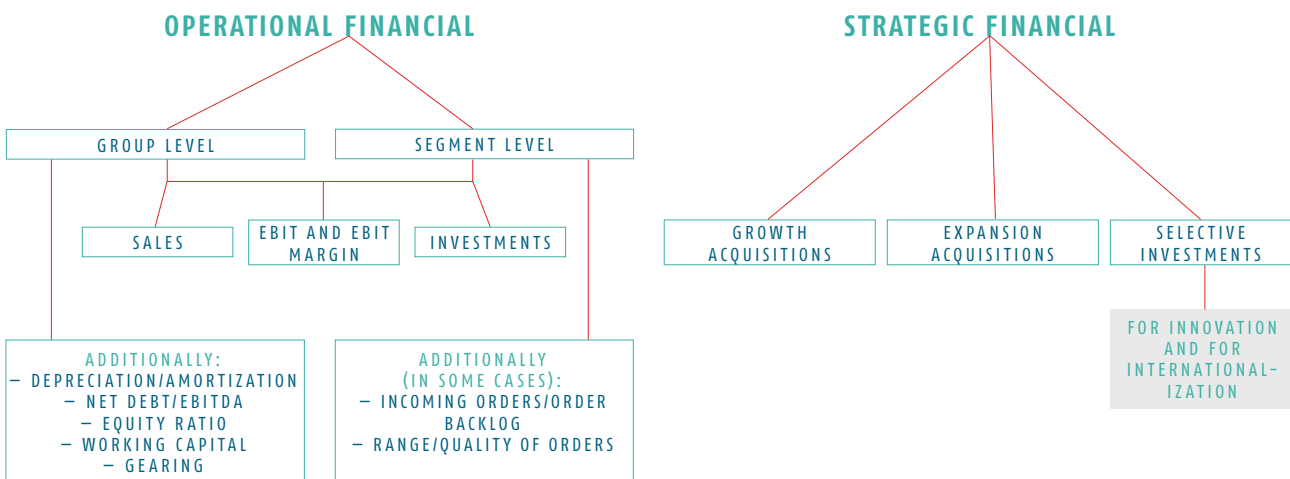 OPERATIONAL FINANCIAL
GROUP LEVEL
SEGMENT LEVEL
SALES
EBIT AND EBIT
MARGIN
INVESTMENTS
ADDITIONALLY:
– DEPRECIATION/AMORTIZATION
– NET DEBT/EBITDA
– EQUITY RATIO
– WORKING CAPITAL
– GEARING
ADDITIONALLY
(IN SOME CASES):
– INCOMING ORDERS/ORDER
BACKLOG
– RANGE/QUALITY OF ORDERS
STRATEGIC FINANCIAL
GROWTH
ACQUISITIONS
EXPANSION
ACQUISITIONS
SELECTIVE
INVESTMENTS
FOR INNOVATION
AND FOR
INTERNATIONAL-
IZATION